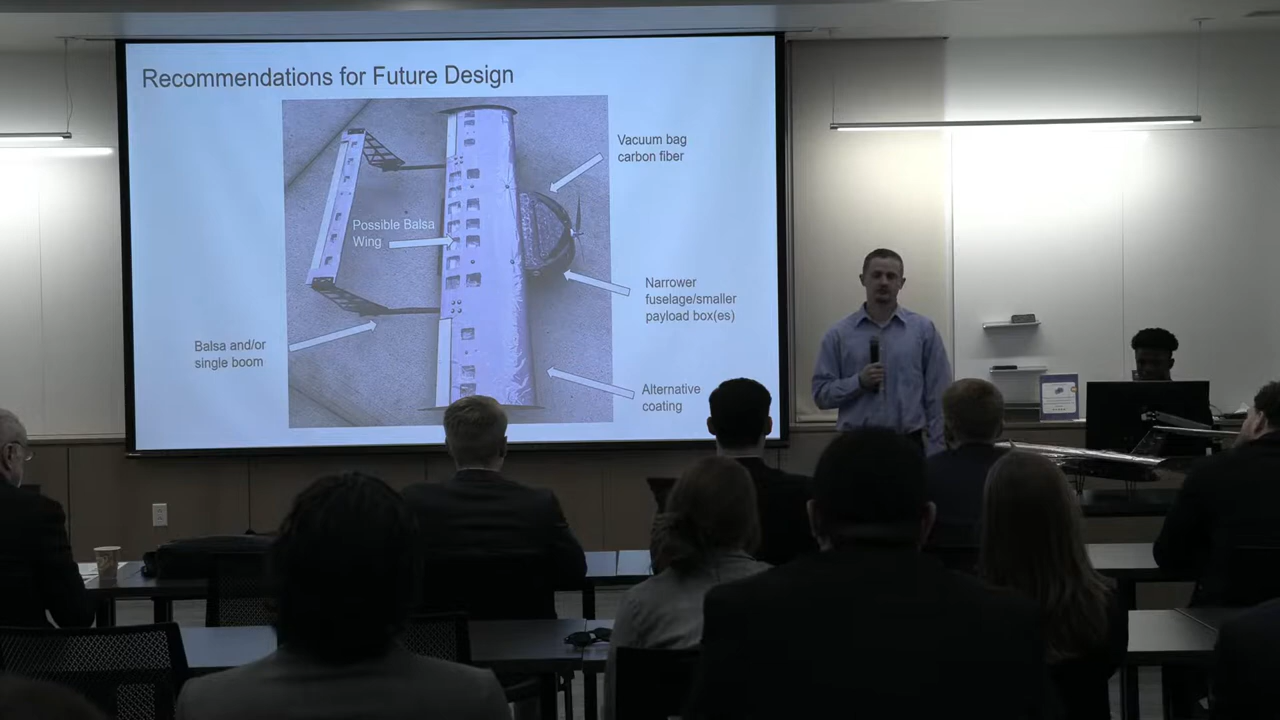 Recommendations for Future Design
Vacuum bag
carbon fiber
Possible Balsa
Wing
Narrower
fuselage/smaller
payload box(es)
Balsa and/or
single boom
Alternative
coating